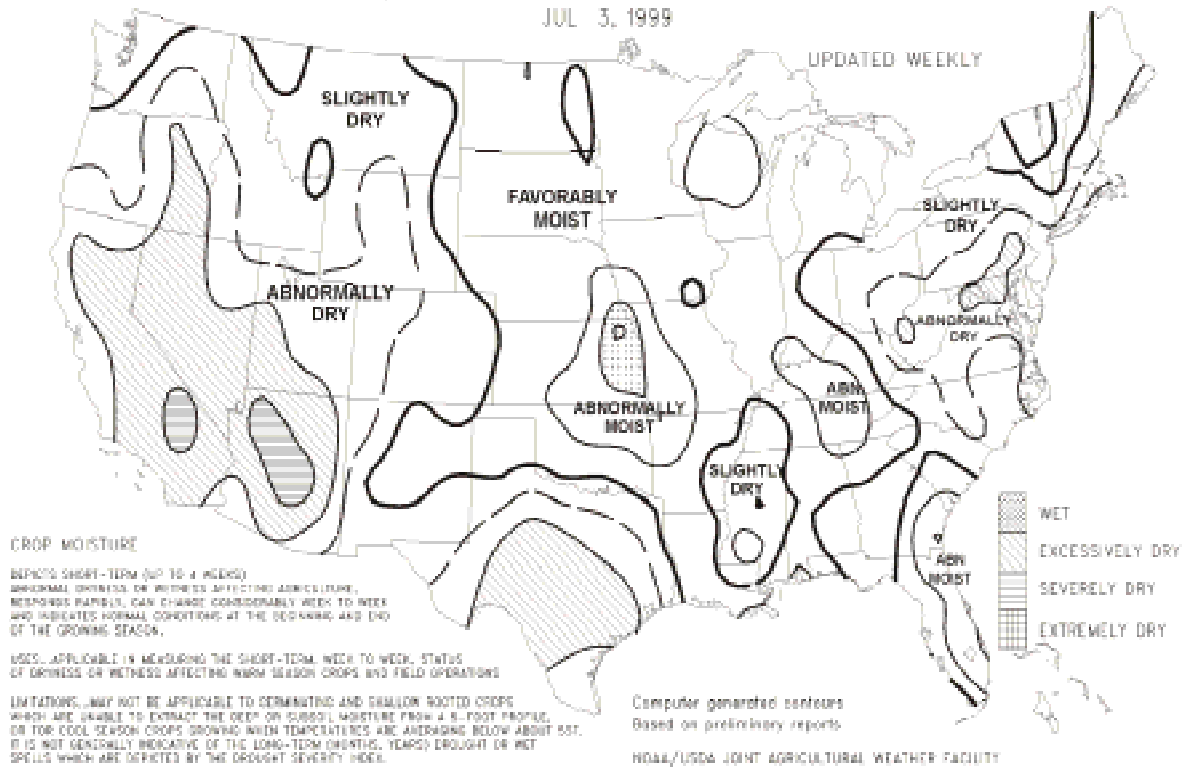 JUL 3, 1999
UPDATED WEEKLY
SLIGHTLY
DRY
FAVORABLY
MOIST
SLIGHTLY
DRY
ABNORMALLY
DRY
ABNORMALLY
DRY
ABN
MOIST
ABNORMALLY
MOIST
SLIGHTLY
DRY
ABN
MOIST
WET
EXCESSIVELY DRY
SEVERELY DRY
EXTREMELY DRY
CROP MOISTURE
DEPICTS SHORT-TERM (UP TO 4 WEEKS)
ABNORMAL DRYNESS OR WETNESS AFFECTING AGRICULTURE,
RESPONDS RAPIDLY, CAN CHANGE CONSIDERABLY WEEK TO WEEK
AND INDICATES NORMAL CONDITIONS AT THE BEGINNING AND END
OF THE GROWING SEASON.
USES... APPLICABLE IN MEASURING THE SHORT-TERM, WEEK TO WEEK, STATUS
OF DRYNESS OR WETNESS AFFECTING WARM SEASON CROPS AND FIELD OPERATIONS
LIMITATIONS... MAY NOT BE APPLICABLE TO GERMINATING AND SHALLOW ROOTED CROPS
WHICH ARE UNABLE TO EXTRACT THE DEEP OR SUBSOIL MOISTURE FROM A 5-FOOT PROFILE,
OR FOR COOL SEASON CROPS GROWING WHEN TEMPERATURES ARE AVERAGING BELOW ABOUT 55F.
IT IS NOT GENERALLY INDICATIVE OF THE LONG-TERM (MONTHS, YEARS) DROUGHT OR WET
SPELLS WHICH ARE DEPICTED BY THE DROUGHT SEVERITY INDEX.
Computer generated contours
Based on preliminary reports
NOAA/USDA JOINT AGRICULTURAL WEATHER FACILITY